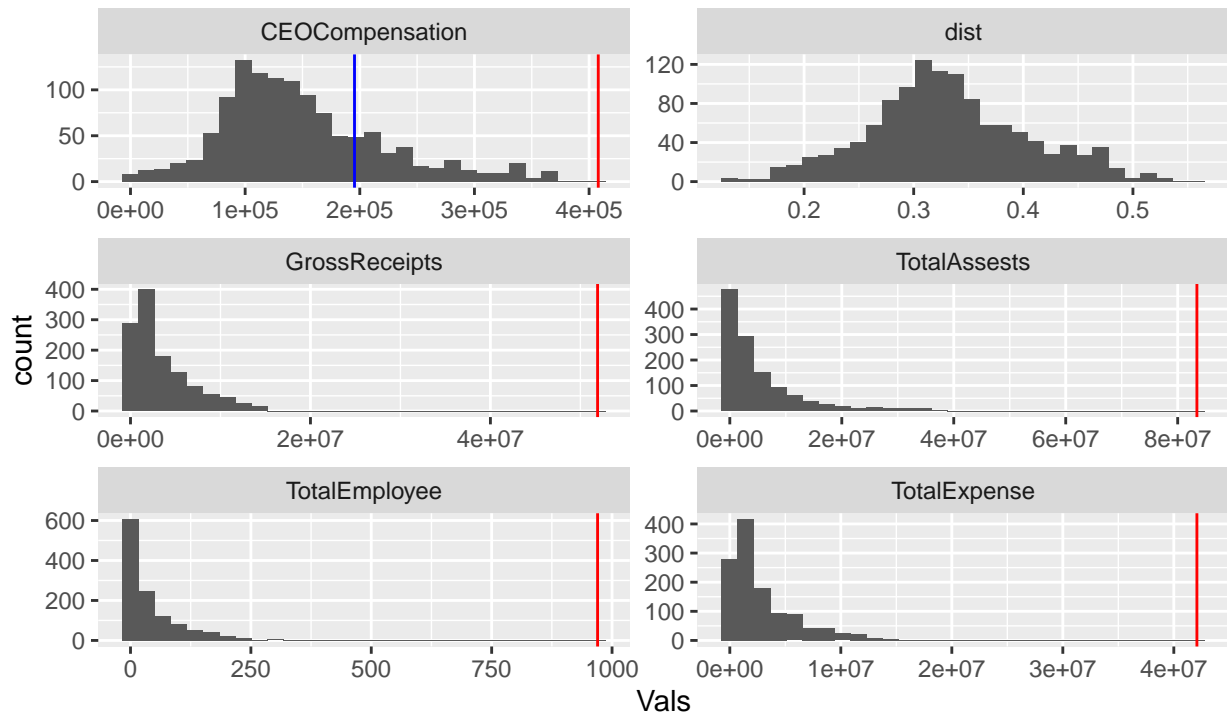 CEOCompensation
100
50
0
0e+00 1e+05 2e+05 3e+05 4e+05
dist
120
80
40
0
0.2 0.3 0.4 0.5
GrossReceipts
400
300
200
100
0
0e+00 2e+07 4e+07
TotalAssests
400
300
200
100
0
0e+00 2e+07 4e+07 6e+07 8e+07
TotalEmployee
600
400
200
0
0 250 500 750 1000
TotalExpense
400
300
200
100
0
0e+00 1e+07 2e+07 3e+07 4e+07
count
Vals